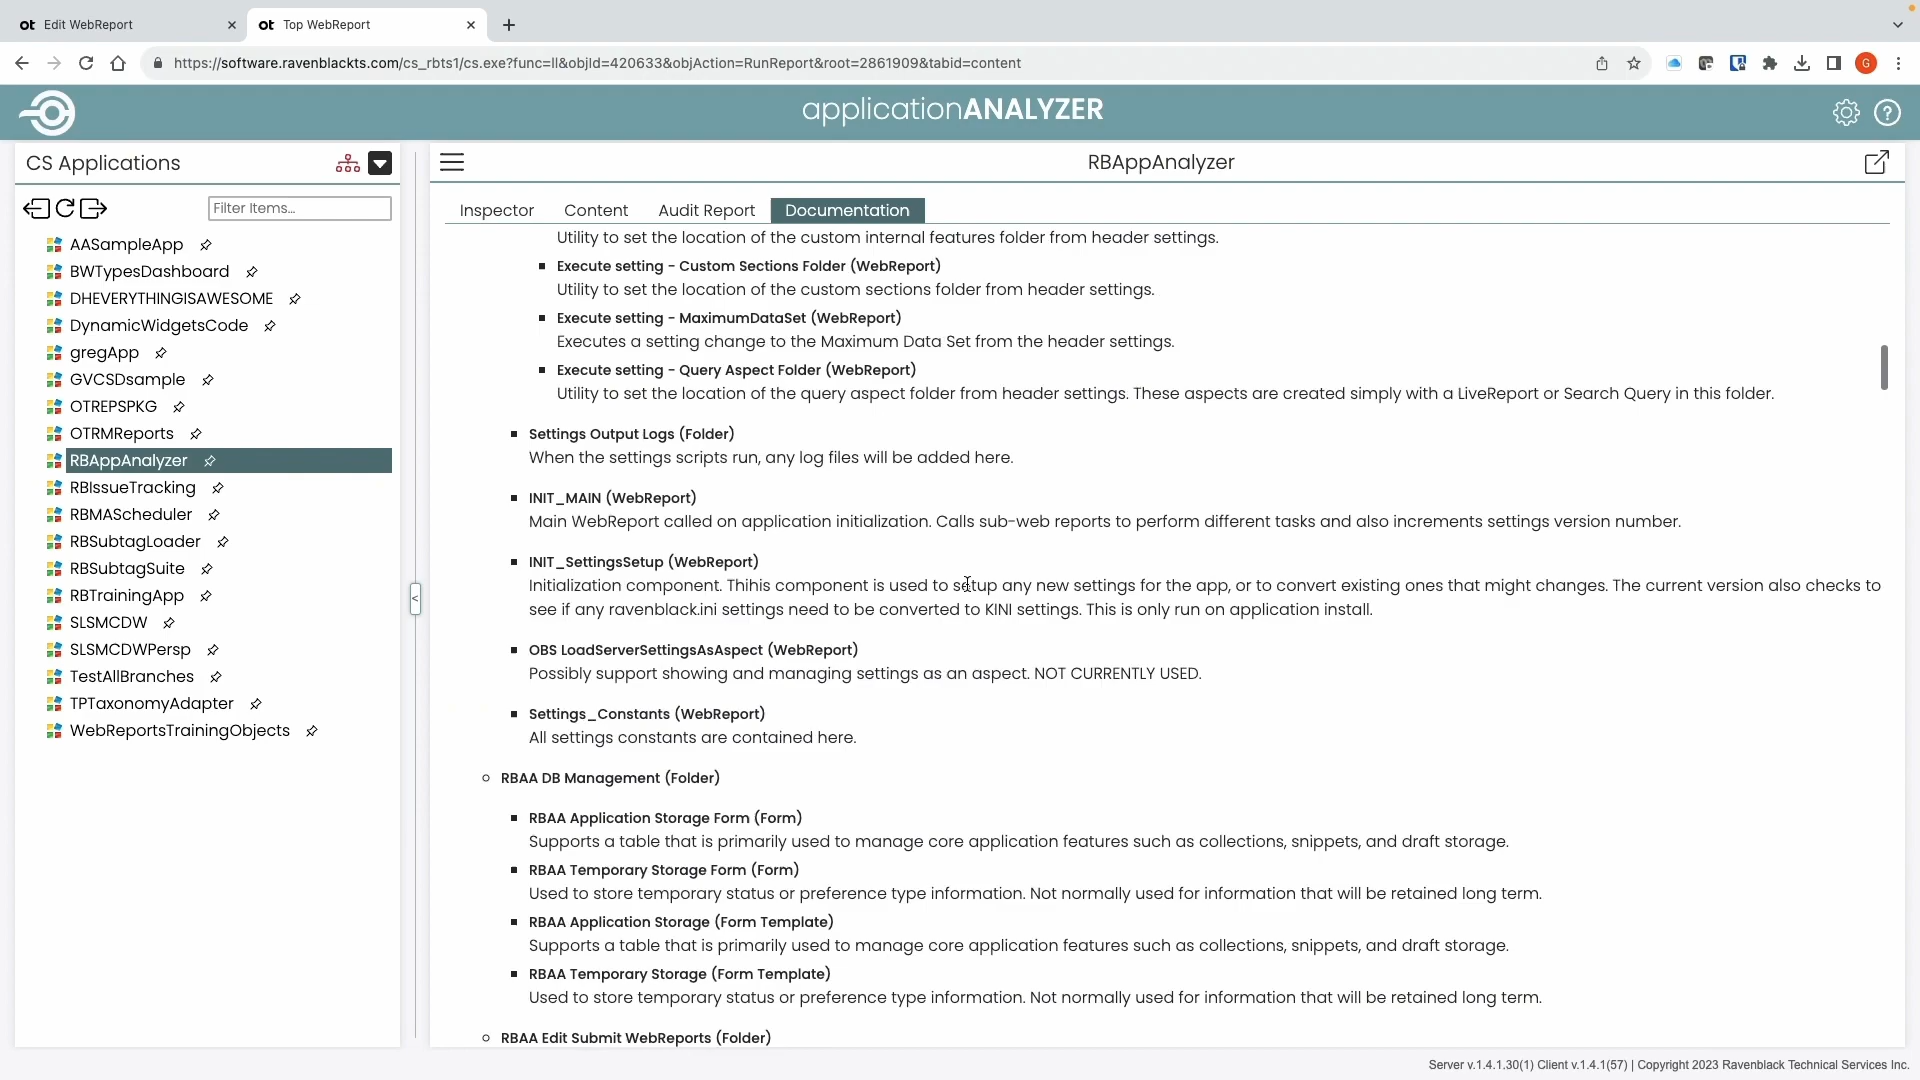 ot Edit WebReport
ot Top WebReport
https://software.ravenblackts.com/cs_rbts1/cs.exe?func=ll&objId=420633&objAction=RunReport&root=2861909&tabid=content
G
applicationANALYZER
CS Applications
Filter Items...
AASampleApp
BWTypesDashboard
DHEVERYTHINGISAWESOME
DynamicWidgetsCode
gregApp
GVCSDsample
OTREPSPKG
OTRMReports
RBAppAnalyzer
RBIssueTracking
RBMAScheduler
RBSubtagLoader
RBSubtagSuite
RBTrainingApp
SLSMCDW
SLSMCDWPersp
TestAllBranches
TPTaxonomyAdapter
WebReportsTrainingObjects
<
RBAppAnalyzer
Inspector Content Audit Report Documentation
Utility to set the location of the custom internal features folder from header settings.
Execute setting - Custom Sections Folder (WebReport)
Utility to set the location of the custom sections folder from header settings.
Execute setting - MaximumDataSet (WebReport)
Executes a setting change to the Maximum Data Set from the header settings.
Execute setting - Query Aspect Folder (WebReport)
Utility to set the location of the query aspect folder from header settings. These aspects are created simply with a LiveReport or Search Query in this folder.
Settings Output Logs (Folder)
When the settings scripts run, any log files will be added here.
INIT_MAIN (WebReport)
Main WebReport called on application initialization. Calls sub-web reports to perform different tasks and also increments settings version number.
INIT_SettingsSetup (WebReport)
Initialization component. Thihis component is used to setup any new settings for the app, or to convert existing ones that might changes. The current version also checks to
see if any ravenblack.ini settings need to be converted to KINI settings. This is only run on application install.
OBS LoadServerSettingsAsAspect (WebReport)
Possibly support showing and managing settings as an aspect. NOT CURRENTLY USED.
Settings_Constants (WebReport)
All settings constants are contained here.
RBAA DB Management (Folder)
RBAA Application Storage Form (Form)
Supports a table that is primarily used to manage core application features such as collections, snippets, and draft storage.
RBAA Temporary Storage Form (Form)
Used to store temporary status or preference type information. Not normally used for information that will be retained long term.
RBAA Application Storage (Form Template)
Supports a table that is primarily used to manage core application features such as collections, snippets, and draft storage.
RBAA Temporary Storage (Form Template)
Used to store temporary status or preference type information. Not normally used for information that will be retained long term.
RBAA Edit Submit WebReports (Folder)
Server v.1.4.1.30(1) Client v.1.4.1(57) | Copyright 2023 Ravenblack Technical Services Inc.